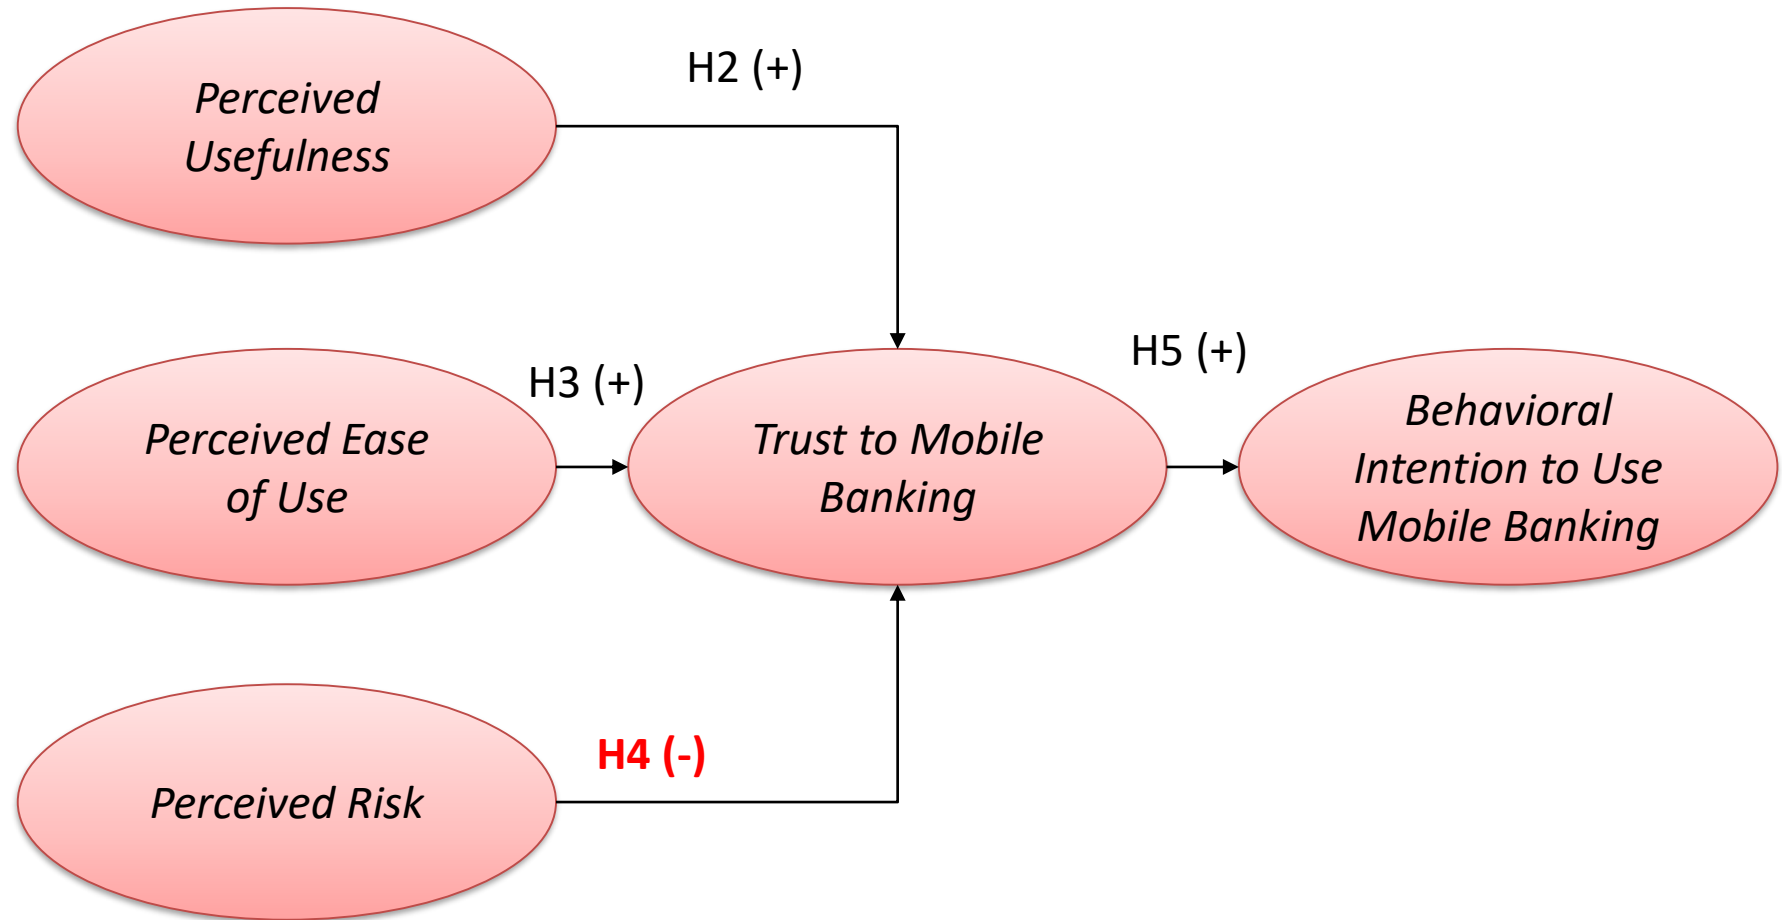 Perceived
Usefulness
H2 (+)
Perceived Ease
of Use
H3 (+)
Trust to Mobile
Banking
H5 (+)
Behavioral
Intention to Use
Mobile Banking
Perceived Risk
H4 (-)